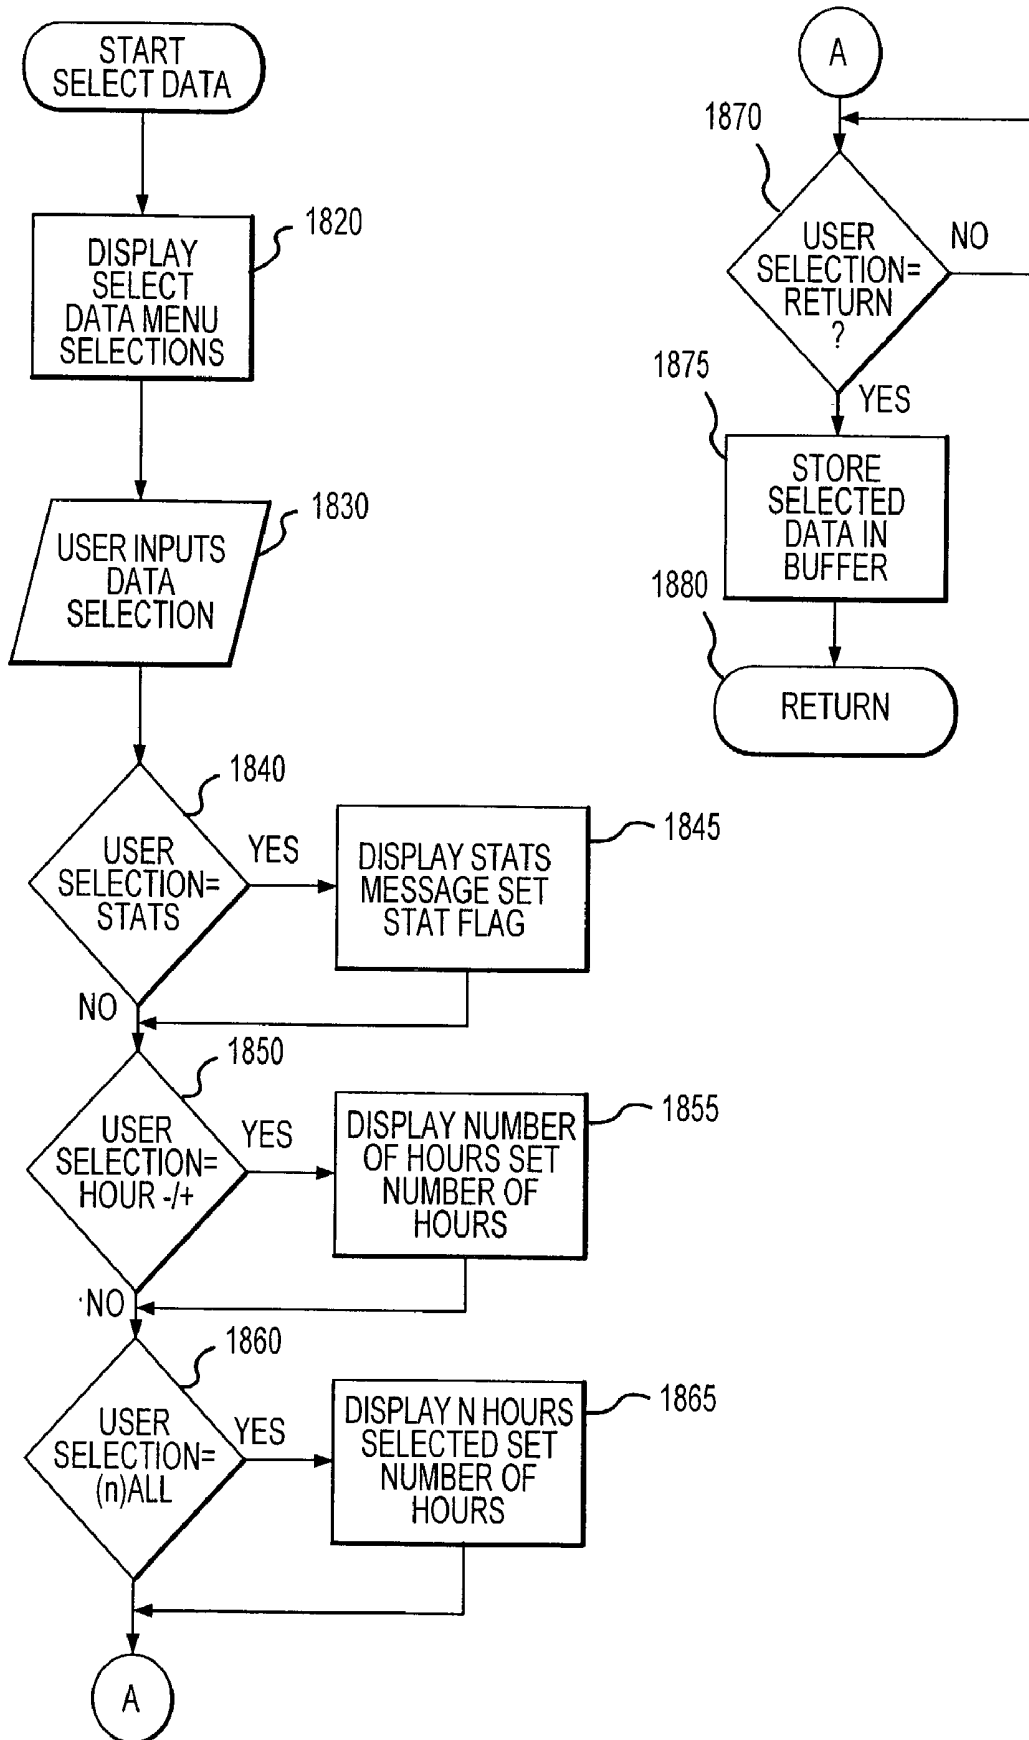 START
SELECT DATA
1820
DISPLAY
SELECT
DATA MENU
SELECTIONS
1830
USER INPUTS
DATA
SELECTION
1840
USER
SELECTION=
STATS
YES
NO
1845
DISPLAY STATS
MESSAGE SET
STAT FLAG
1850
USER
SELECTION=
HOUR -/+
YES
NO
1855
DISPLAY NUMBER
OF HOURS SET
NUMBER OF
HOURS
1860
USER
SELECTION=
(n)ALL
YES
1865
DISPLAY N HOURS
SELECTED SET
NUMBER OF
HOURS
A
A
1870
USER
SELECTION=
RETURN
?
NO
YES
1875
STORE
SELECTED
DATA IN
BUFFER
1880
RETURN